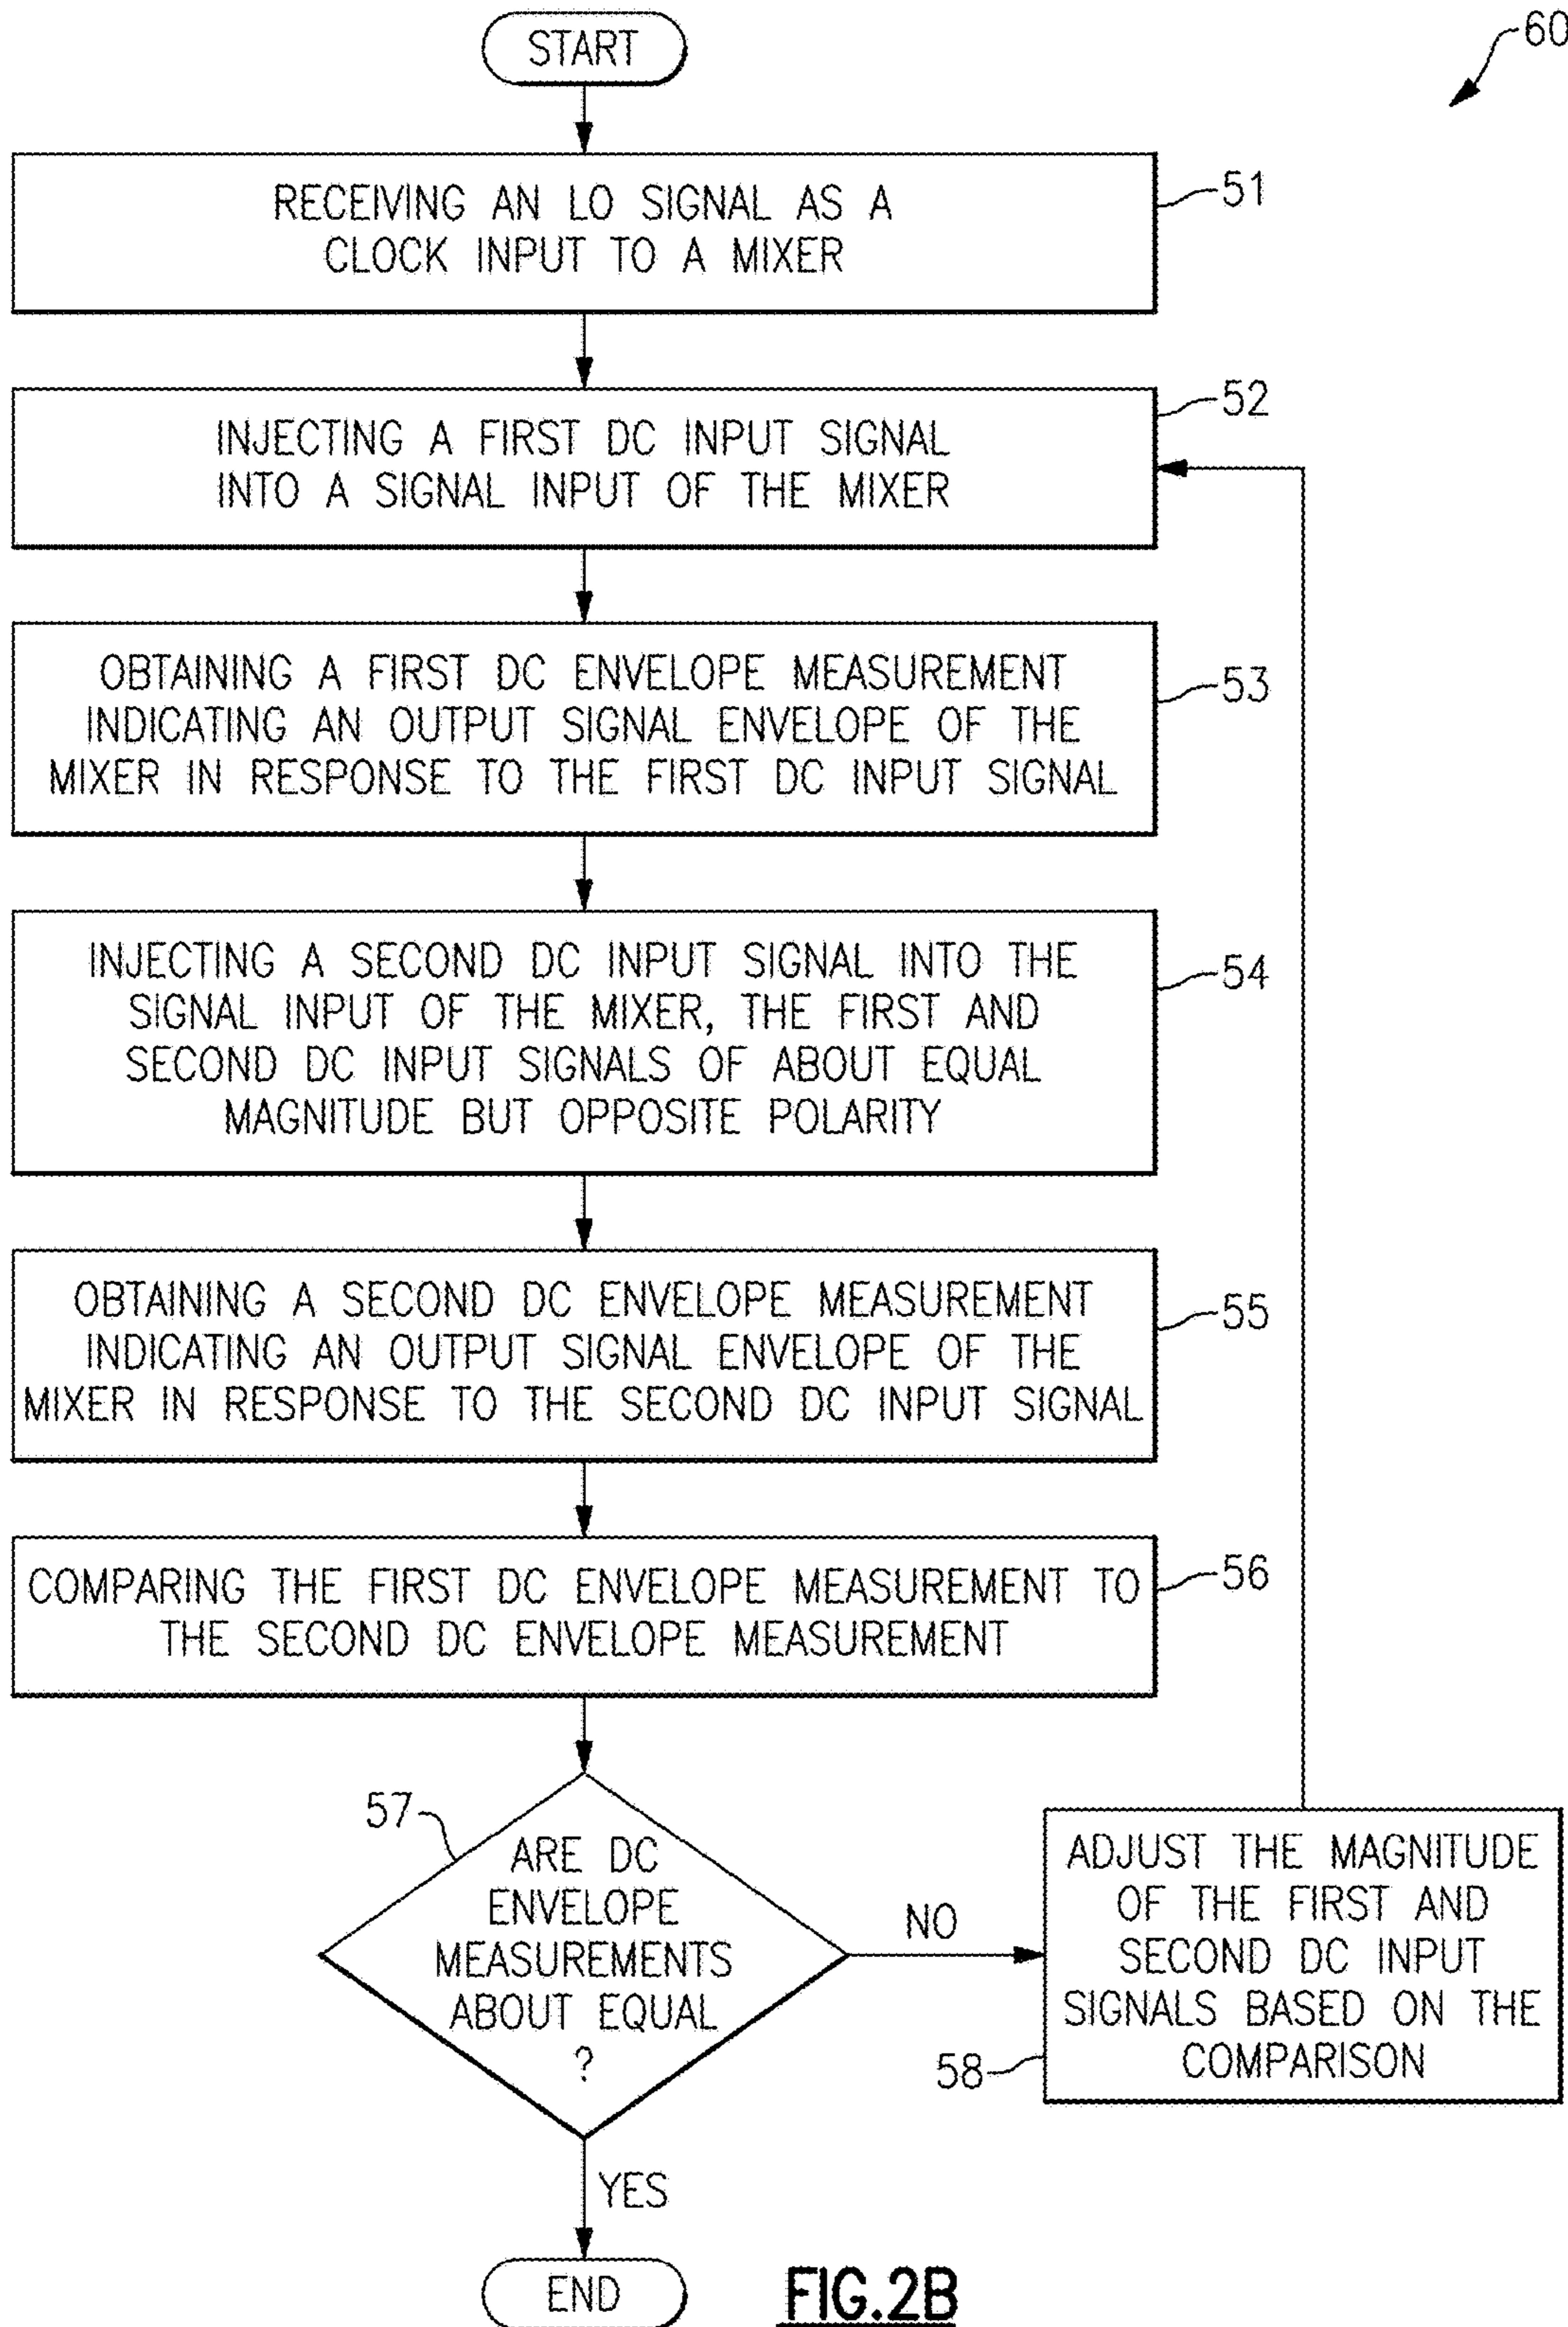 START
60
RECEIVING AN LO SIGNAL AS A
CLOCK INPUT TO A MIXER
51
INJECTING A FIRST DC INPUT SIGNAL
INTO A SIGNAL INPUT OF THE MIXER
52
OBTAINING A FIRST DC ENVELOPE MEASUREMENT
INDICATING AN OUTPUT SIGNAL ENVELOPE OF THE
MIXER IN RESPONSE TO THE FIRST DC INPUT SIGNAL
53
INJECTING A SECOND DC INPUT SIGNAL INTO THE
SIGNAL INPUT OF THE MIXER, THE FIRST AND
SECOND DC INPUT SIGNALS OF ABOUT EQUAL
MAGNITUDE BUT OPPOSITE POLARITY
54
OBTAINING A SECOND DC ENVELOPE MEASUREMENT
INDICATING AN OUTPUT SIGNAL ENVELOPE OF THE
MIXER IN RESPONSE TO THE SECOND DC INPUT SIGNAL
55
COMPARING THE FIRST DC ENVELOPE MEASUREMENT TO
THE SECOND DC ENVELOPE MEASUREMENT
56
57
ARE DC
ENVELOPE
MEASUREMENTS
ABOUT EQUAL
?
NO
ADJUST THE MAGNITUDE
OF THE FIRST AND
SECOND DC INPUT
SIGNALS BASED ON THE
COMPARISON
58
YES
END
FIG.2B